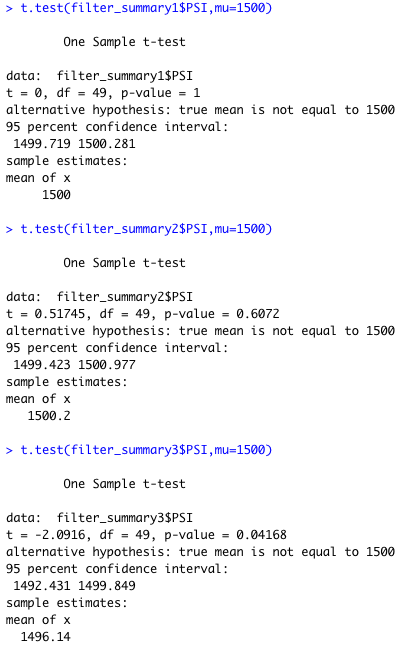 > t.test(filter_summary1$PSI,mu=1500)
One Sample t-test
data:  filter_summary1$PSI
t = 0, df = 49, p-value = 1
alternative hypothesis: true mean is not equal to 1500
95 percent confidence interval:
1499.719 1500.281
sample estimates:
mean of x
1500
> t.test(filter_summary2$PSI,mu=1500)
One Sample t-test
data:  filter_summary2$PSI
t = 0.51745, df = 49, p-value = 0.6072
alternative hypothesis: true mean is not equal to 1500
95 percent confidence interval:
1499.423 1500.977
sample estimates:
mean of x
1500.2
> t.test(filter_summary3$PSI,mu=1500)
One Sample t-test
data:  filter_summary3$PSI
t = -2.0916, df = 49, p-value = 0.04168
alternative hypothesis: true mean is not equal to 1500
95 percent confidence interval:
1492.431 1499.849
sample estimates:
mean of x
1496.14